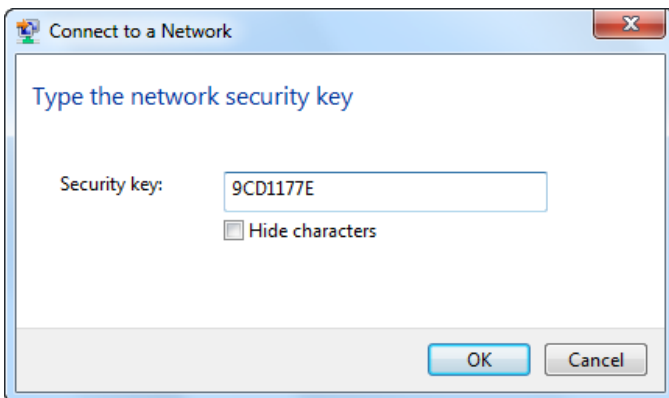 Connect to a Network
Type the network security key
Security key: 9CD1177E
Hide characters
OK Cancel